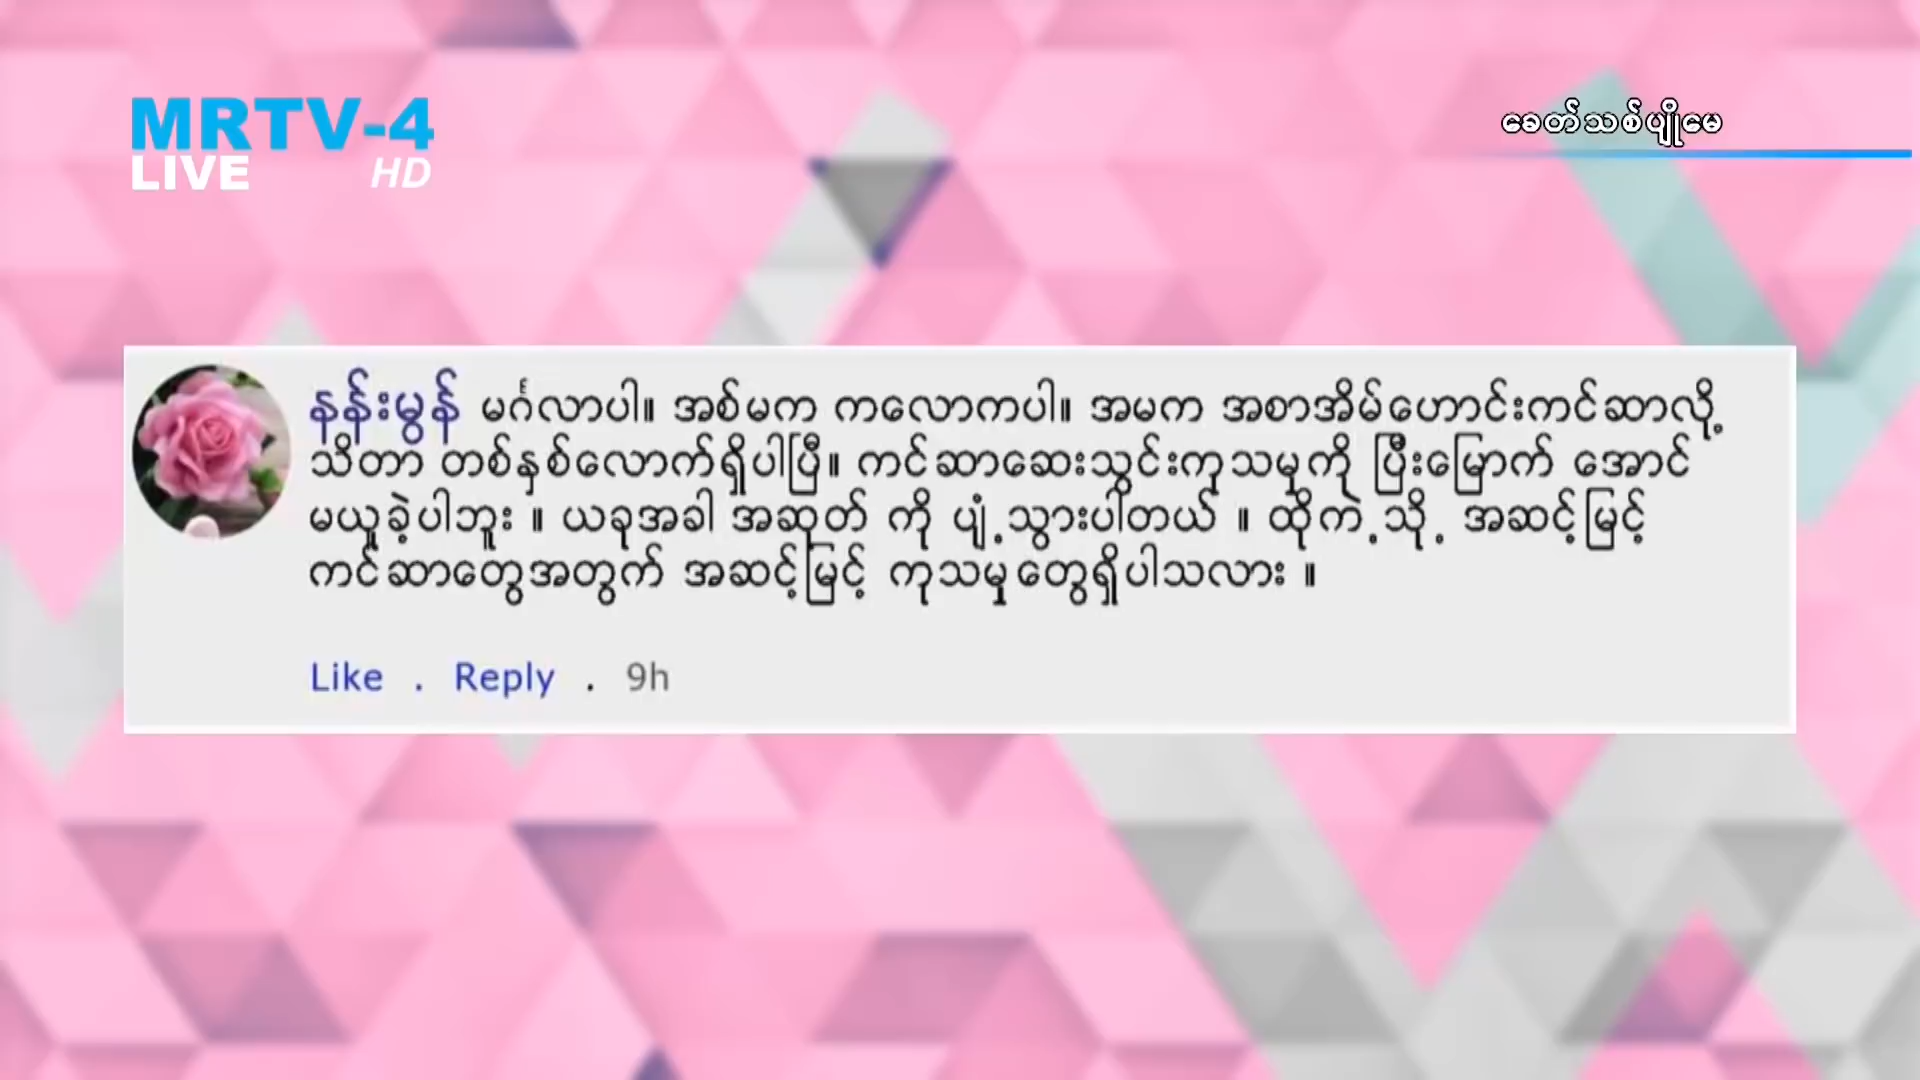 MRTV-4
LIVE HD
ခေတ်သစ်ပျိုမေ
နန်းမွန် မင်္ဂလာပါ။ အစ်မက ကလောကပါ။ အမက အစာအိမ်ဟောင်းကင်ဆာလို့
သိတာ တစ်နှစ်လောက်ရှိပါပြီ။ ကင်ဆာဆေးသွင်းကုသမှုကို ပြီးမြောက် အောင်
မယူခဲ့ပါဘူး ။ ယခုအခါ အဆုတ် ကို ပျံ့သွားပါတယ် ။ ထိုကဲ့သို့ အဆင့်မြင့်
ကင်ဆာတွေအတွက် အဆင့်မြင့် ကုသမှုတွေရှိပါသလား ။
Like . Reply . 9h